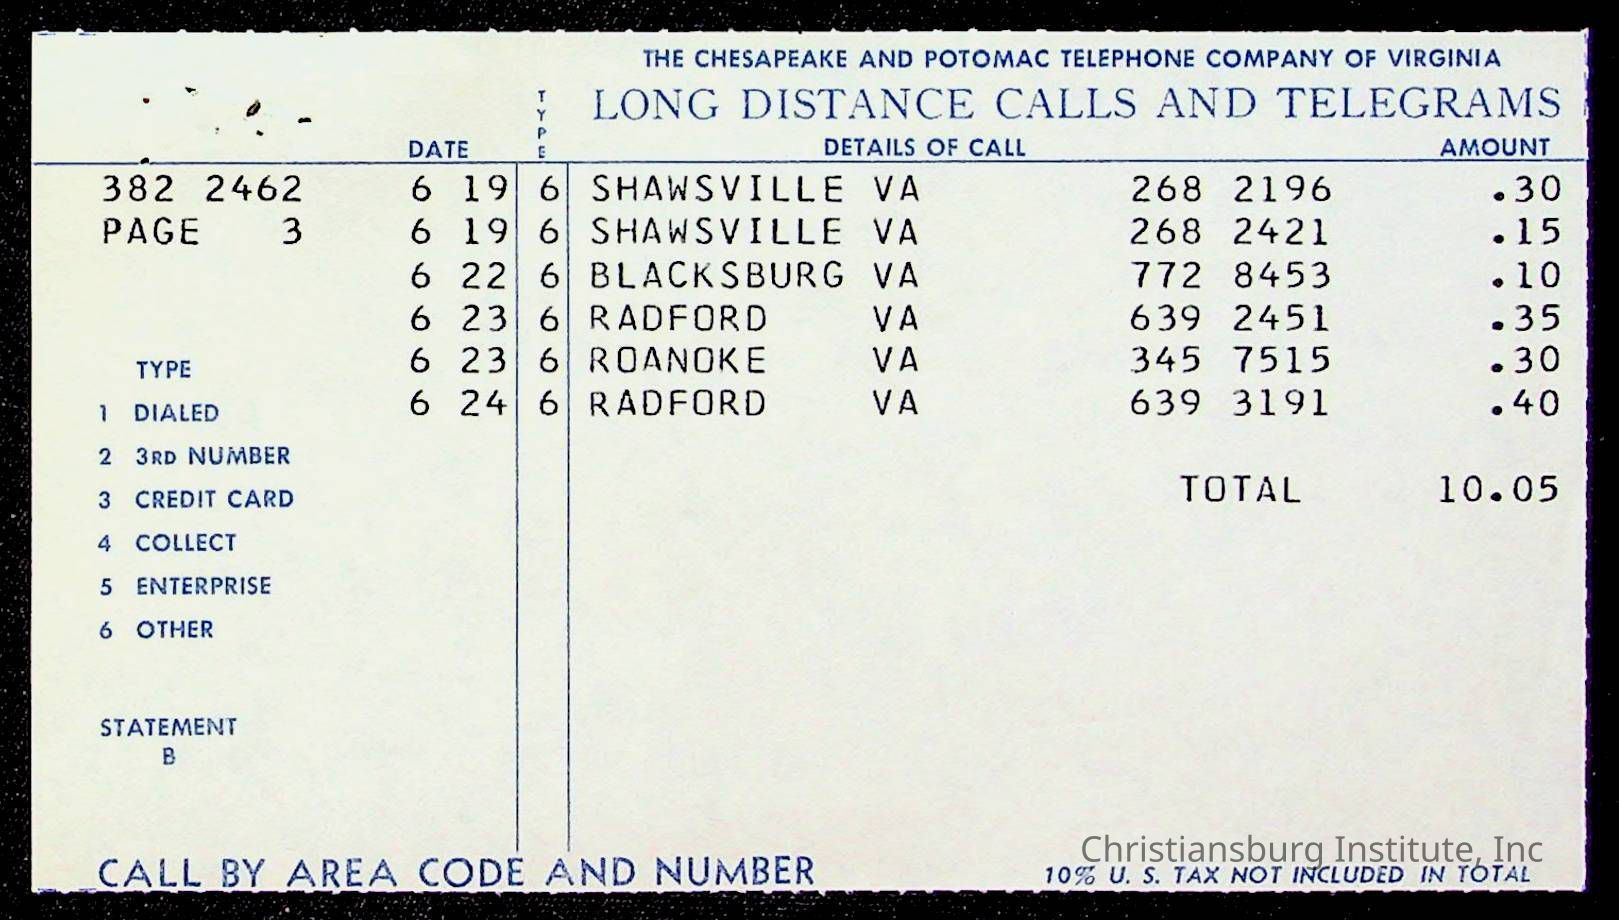 THE CHESAPEAKE AND POTOMAC TELEPHONE COMPANY OF VIRGINIA
LONG DISTANCE CALLS AND TELEGRAMS
DATE TYPE DETAILS OF CALL AMOUNT
382 2462 6 19 6 SHAWSVILLE VA 268 2196 .30
PAGE 3 6 19 6 SHAWSVILLE VA 268 2421 .15
6 22 6 BLACKSBURG VA 772 8453 .10
6 23 6 RADFORD VA 639 2451 .35
6 23 6 ROANOKE VA 345 7515 .30
6 24 6 RADFORD VA 639 3191 .40
TOTAL 10.05
TYPE
1 DIALED
2 3RD NUMBER
3 CREDIT CARD
4 COLLECT
5 ENTERPRISE
6 OTHER
STATEMENT
B
CALL BY AREA CODE AND NUMBER
10% U. S. TAX NOT INCLUDED IN TOTAL
Christiansburg Institute, Inc